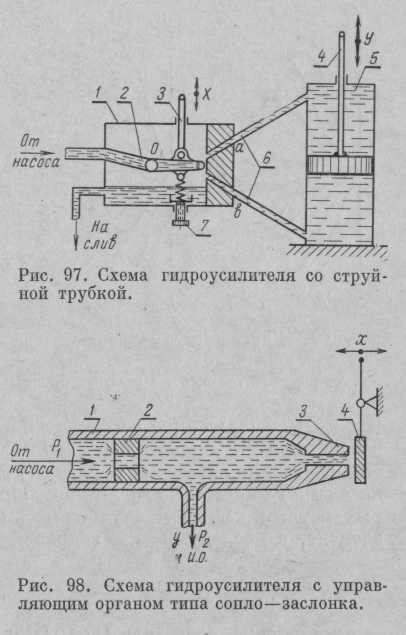 1 2 3 X 4 У 5
От
насоса
О
а
6
в
На
слив
7
Рис. 97. Схема гидроусилителя со струй-
ной трубкой.
x
1 2 3 4
От P₁
насоса
У P₂
И.О.
Рис. 98. Схема гидроусилителя с управ-
ляющим органом типа сопло—заслонка.